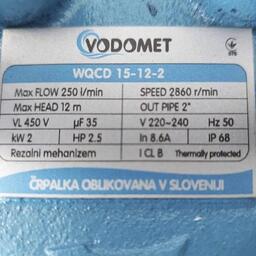 VODOMET
WQCD 15-12-2
Max FLOW 250 l/min SPEED 2860 r/min
Max HEAD 12 m OUT PIPE 2"
VL 450 V µF 35 V 220~240 Hz 50
kW 2 HP 2.5 In 8.6A IP 68
Rezalni mehanizem I CL B Thermally protected
ČRPALKA OBLIKOVANA V SLOVENIJI